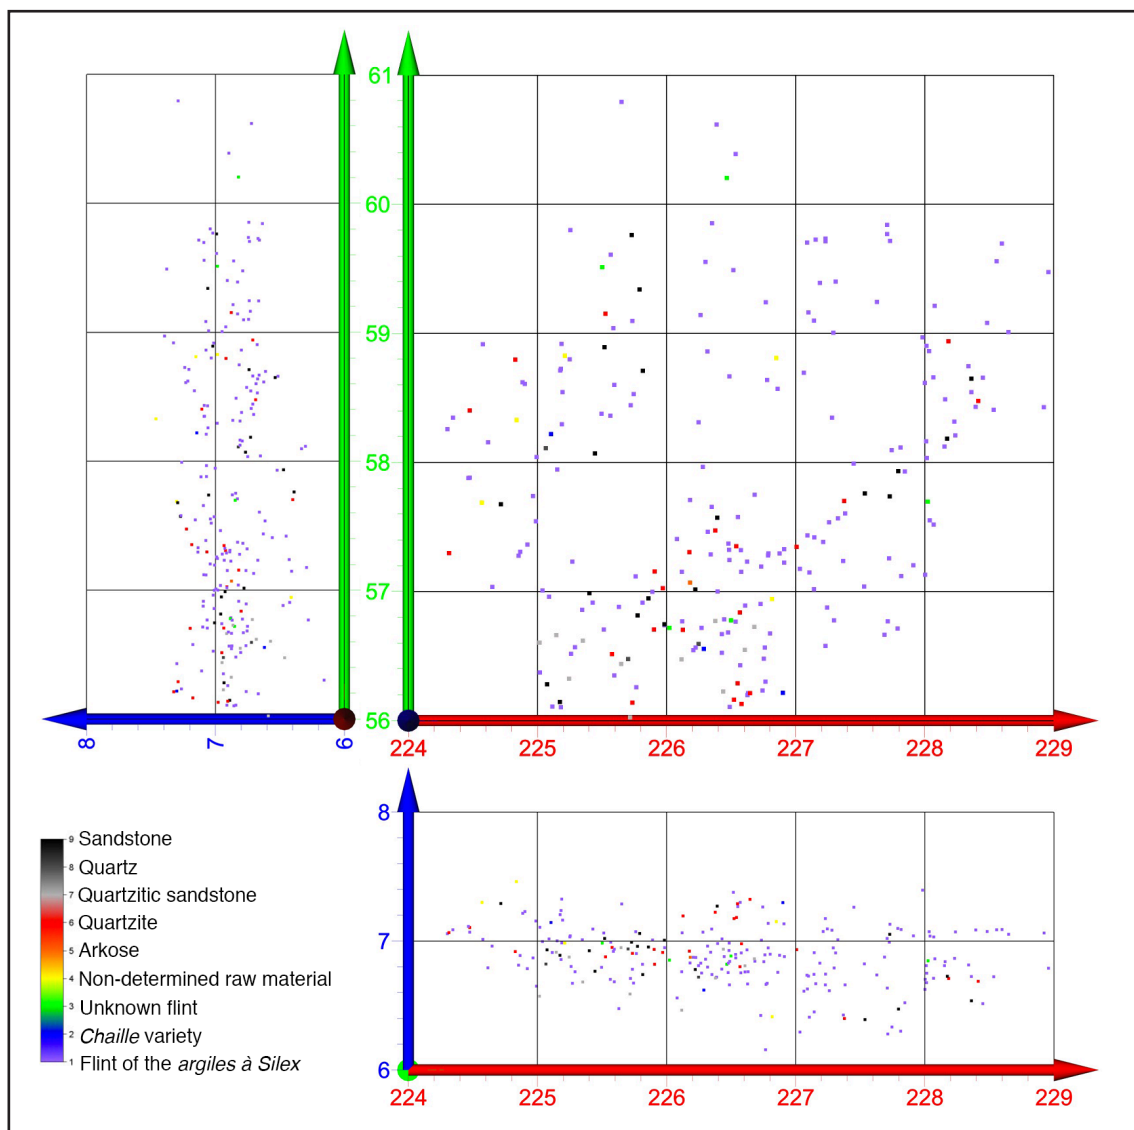 61
60
59
58
57
56
8
7
6
224
225
226
227
228
229
8
7
6
224
225
226
227
228
229
9 Sandstone
8 Quartz
7 Quartzitic sandstone
6 Quartzite
5 Arkose
4 Non-determined raw material
3 Unknown flint
2 Chaille variety
1 Flint of the argiles à Silex